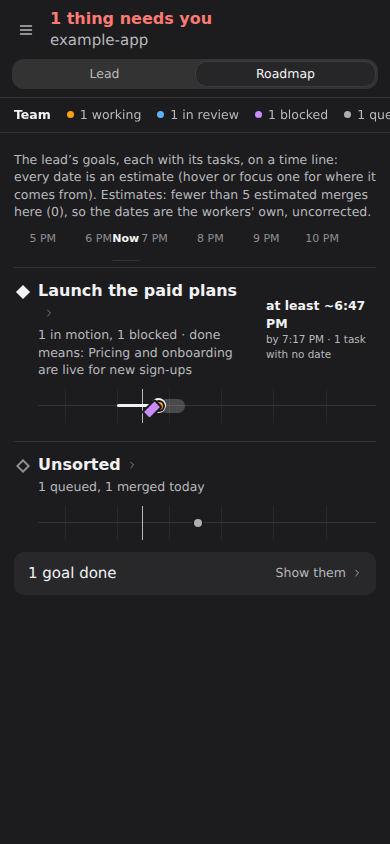 1 thing needs you
example-app
Lead
Roadmap
Team
1 working
1 in review
1 blocked
The lead’s goals, each with its tasks, on a time line:
every date is an estimate (hover or focus one for where it
comes from). Estimates: fewer than 5 estimated merges
here (0), so the dates are the workers' own, uncorrected.
5 PM 6 PM Now 7 PM 8 PM 9 PM 10 PM
Launch the paid plans
1 in motion, 1 blocked · done
means: Pricing and onboarding
are live for new sign-ups
at least ~6:47
PM
by 7:17 PM · 1 task
with no date
Unsorted
1 queued, 1 merged today
1 goal done
Show them